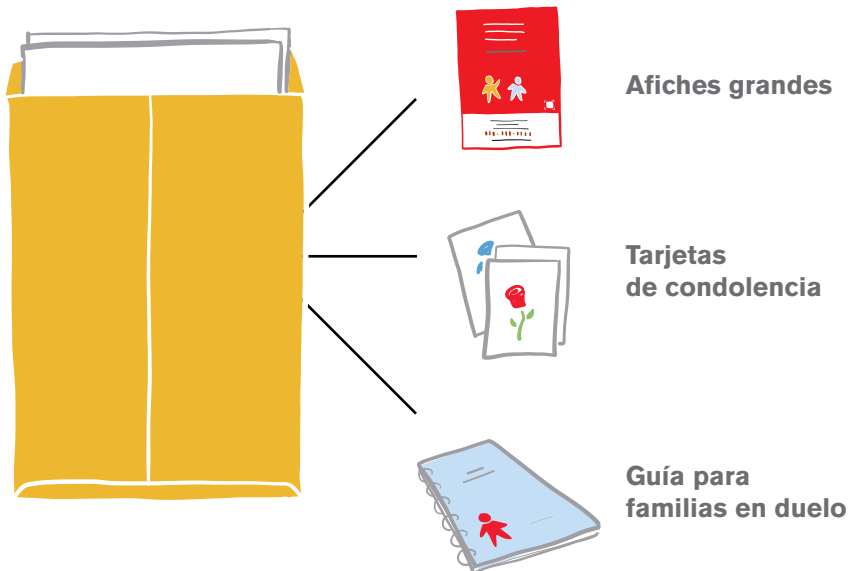 Afiches grandes
Tarjetas
de condolencia
Guía para
familias en duelo